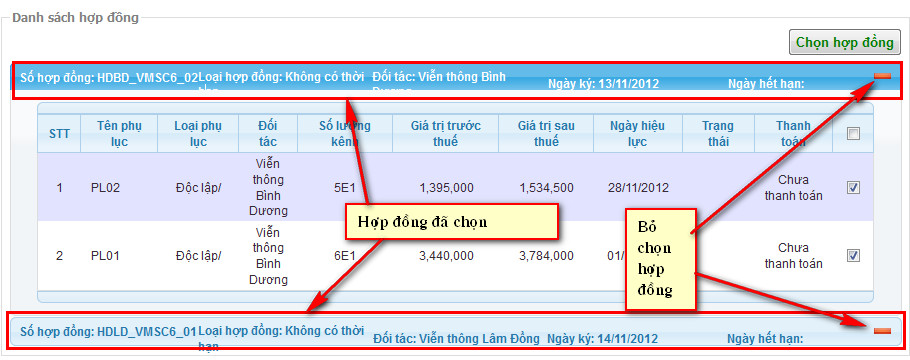 Danh sách hợp đồng
Chọn hợp đồng
Số hợp đồng: HDBD_VMSC6_02 Loại hợp đồng: Không có thời Đối tác: Viễn thông Bình
Dương Ngày ký: 13/11/2012 Ngày hết hạn:
STT Tên phụ Loại phụ Đối Số lượng Giá trị trước Giá trị sau Ngày hiệu Trạng Thanh
lục lục tác kênh thuế thuế lực thái toán
Viễn
thông
Bình
Dương
1 PL02 Độc lập/ 5E1 1,395,000 1,534,500 28/11/2012 Chưa
thanh toán
Hợp đồng đã chọn
Bỏ
chọn
hợp
đồng
Viễn
thông
Bình
Dương
2 PL01 Độc lập/ 6E1 3,440,000 3,784,000 01/ Chưa
thanh toán
Số hợp đồng: HDLD_VMSC6_01 Loại hợp đồng: Không có thời
hạn Đối tác: Viễn thông Lâm Đồng Ngày ký: 14/11/2012 Ngày hết hạn: